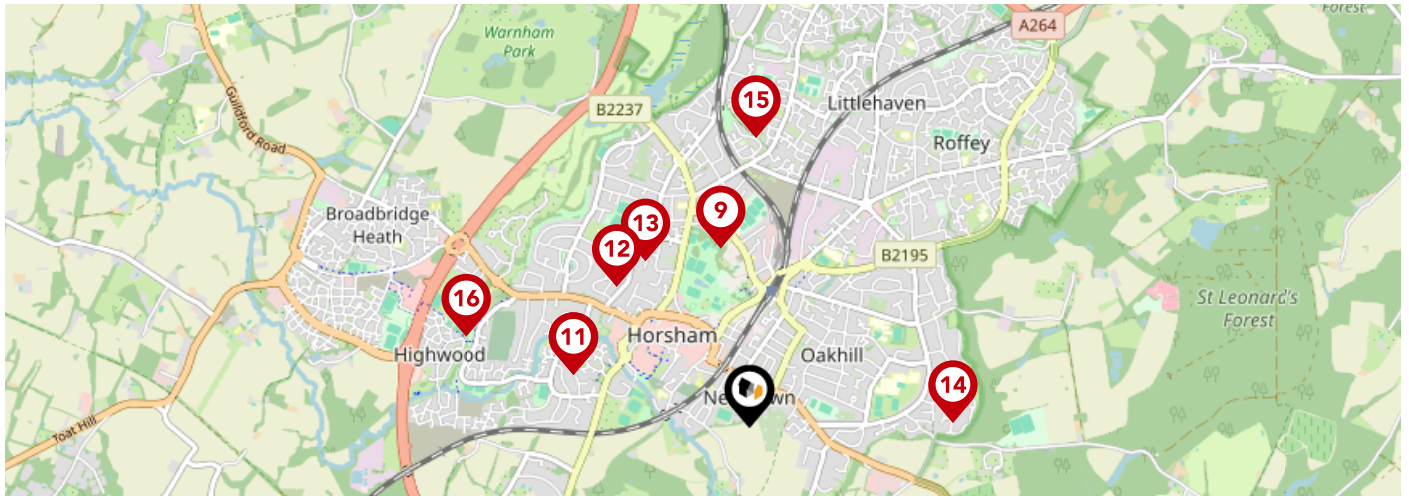 Forest
Warnham
Park
A264
Guildford Road
B2237
15
Littlehaven
Roffey
Broadbridge
Heath
13
9
12
B2195
16
St Leonard's
Forest
11
Horsham
Highwood
Oakhill
14
Toat Hill